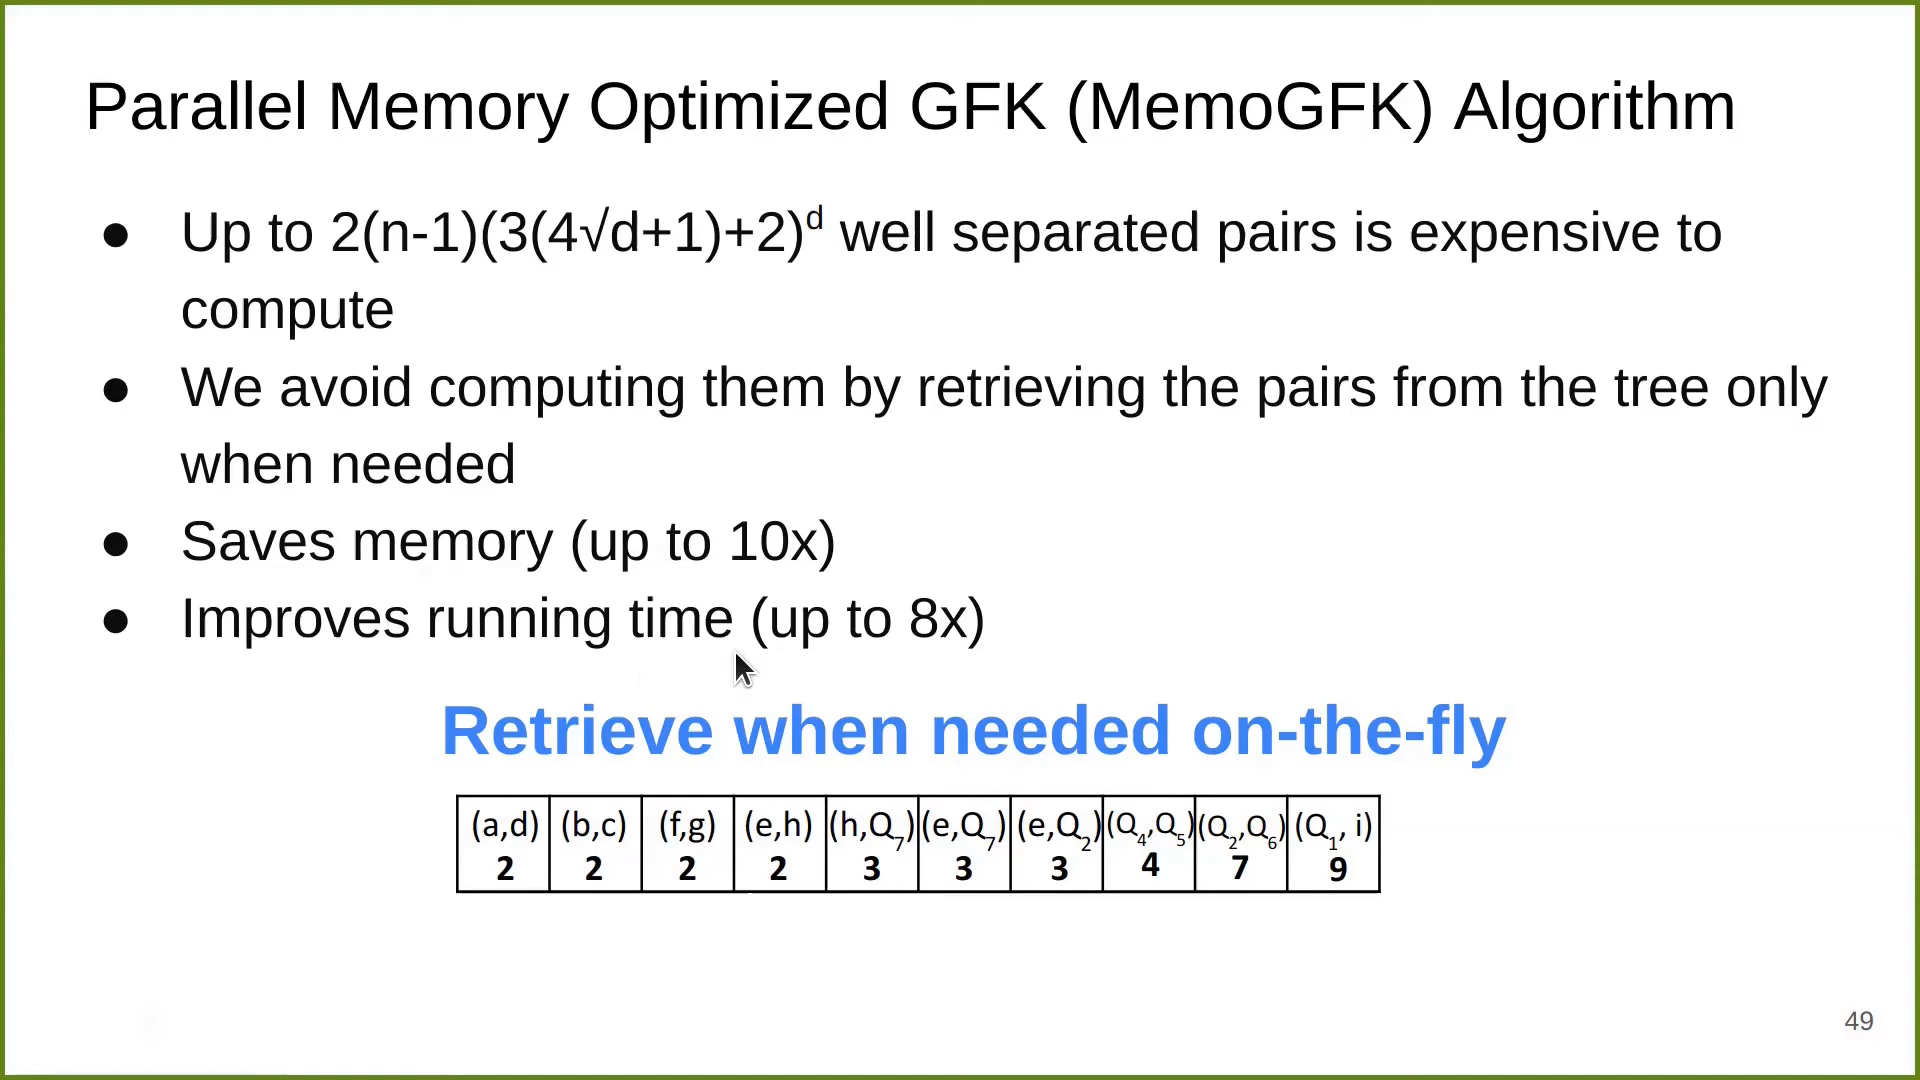 Parallel Memory Optimized GFK (MemoGFK) Algorithm
● Up to 2(n-1)(3(4√d+1)+2)ᵈ well separated pairs is expensive to
compute
● We avoid computing them by retrieving the pairs from the tree only
when needed
● Saves memory (up to 10x)
● Improves running time (up to 8x)
Retrieve when needed on-the-fly
(a,d) (b,c) (f,g) (e,h) (h,Q₇) (e,Q₇) (e,Q₂) (Q₄,Q₅) (Q₂,Q₆) (Q₁, i)
2 2 2 2 3 3 3 4 7 9
49